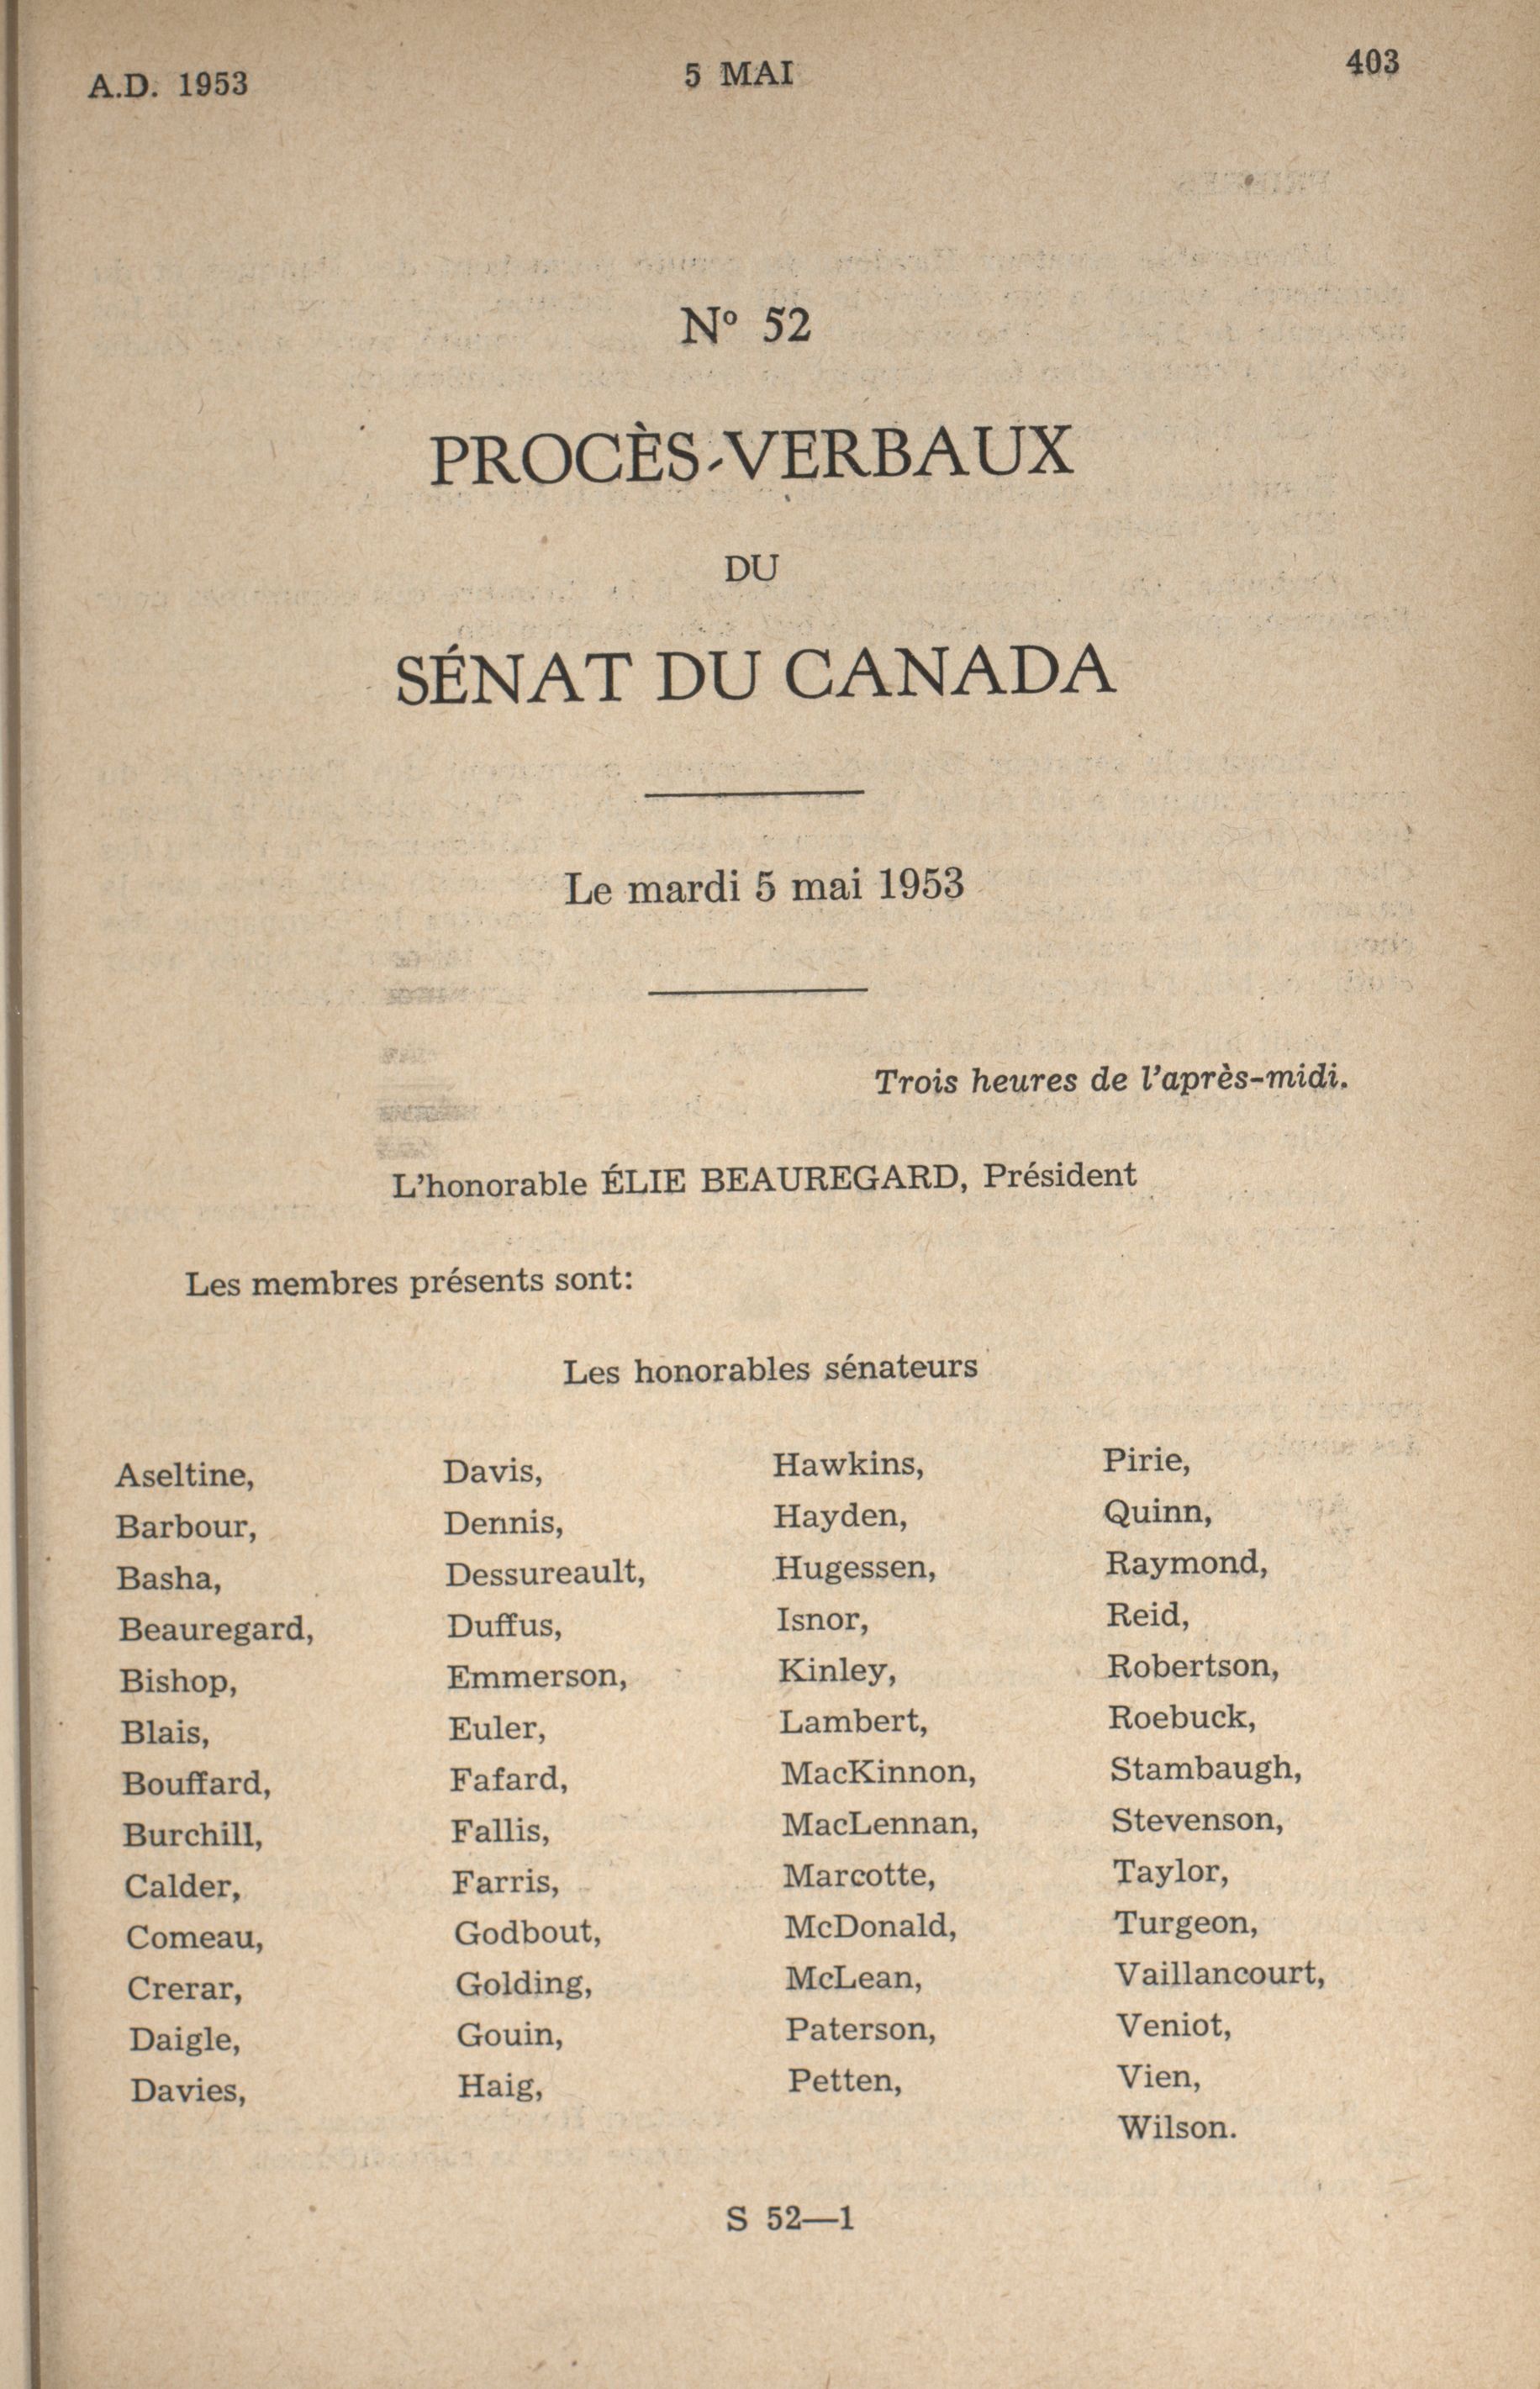 A.D. 1953 5 MAI 403
Nº 52
PROCÈS-VERBAUX
DU
SÉNAT DU CANADA
Le mardi 5 mai 1953
Trois heures de l'après-midi.
L'honorable ÉLIE BEAUREGARD, Président
Les membres présents sont:
Les honorables sénateurs
Aseltine,
Barbour,
Basha,
Beauregard,
Bishop,
Blais,
Bouffard,
Burchill,
Calder,
Comeau,
Crerar,
Daigle,
Davies,
Davis,
Dennis,
Dessureault,
Duffus,
Emmerson,
Euler,
Fafard,
Fallis,
Farris,
Godbout,
Golding,
Gouin,
Haig,
Hawkins,
Hayden,
Hugessen,
Isnor,
Kinley,
Lambert,
MacKinnon,
MacLennan,
Marcotte,
McDonald,
McLean,
Paterson,
Petten,
Pirie,
Quinn,
Raymond,
Reid,
Robertson,
Roebuck,
Stambaugh,
Stevenson,
Taylor,
Turgeon,
Vaillancourt,
Veniot,
Vien,
Wilson.
S 52—1